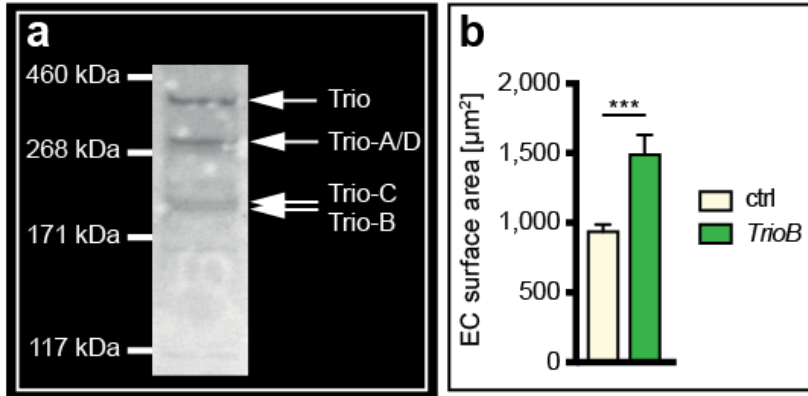 a
460 kDa
Trio
Trio-A/D
268 kDa
Trio-C
Trio-B
171 kDa
117 kDa
b
EC surface area [µm²]
2,000
1,500
1,000
500
0
***
ctrl
TrioB